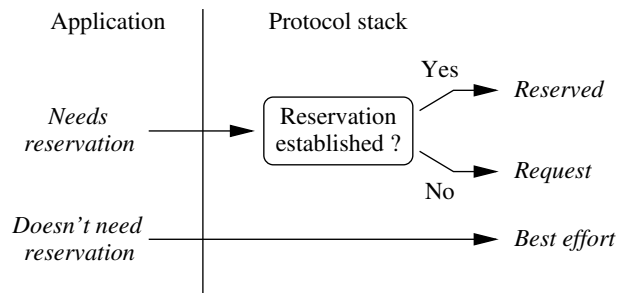 Application
Protocol stack
Yes
Reserved
Needs
reservation
Reservation
established ?
Request
No
Doesn't need
reservation
Best effort